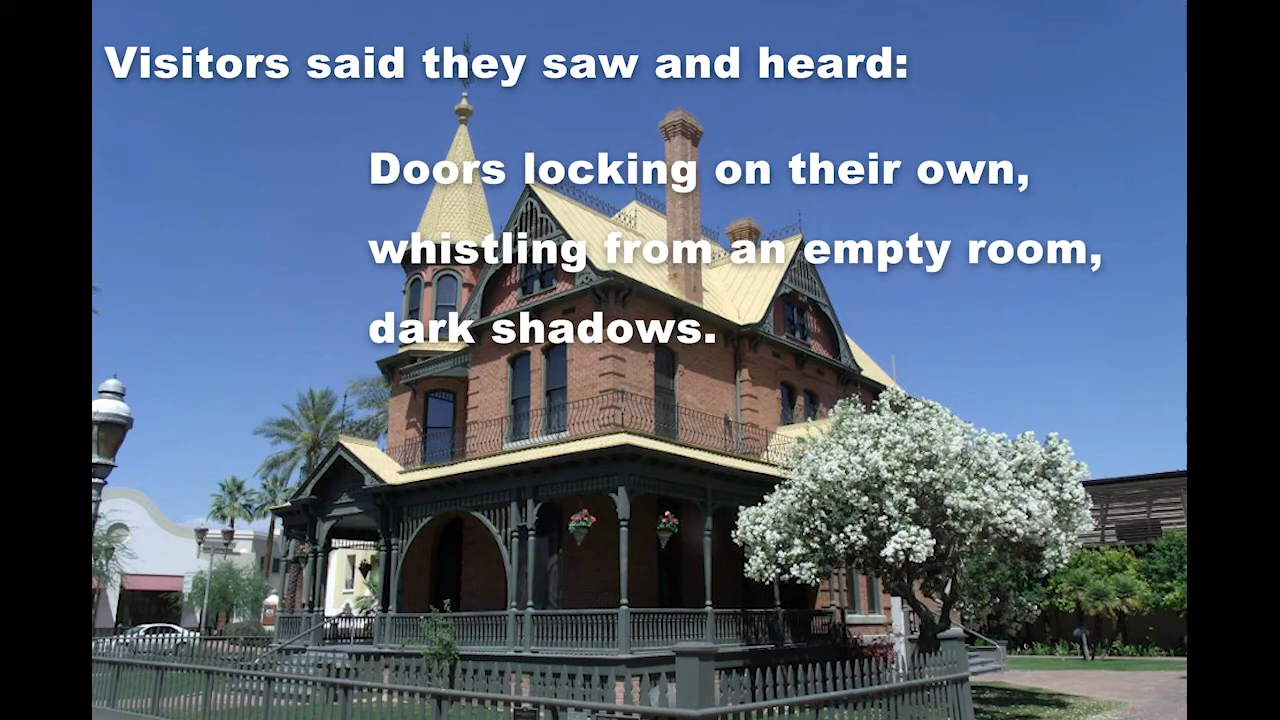 Visitors said they saw and heard:
Doors locking on their own,
whistling from an empty room,
dark shadows.